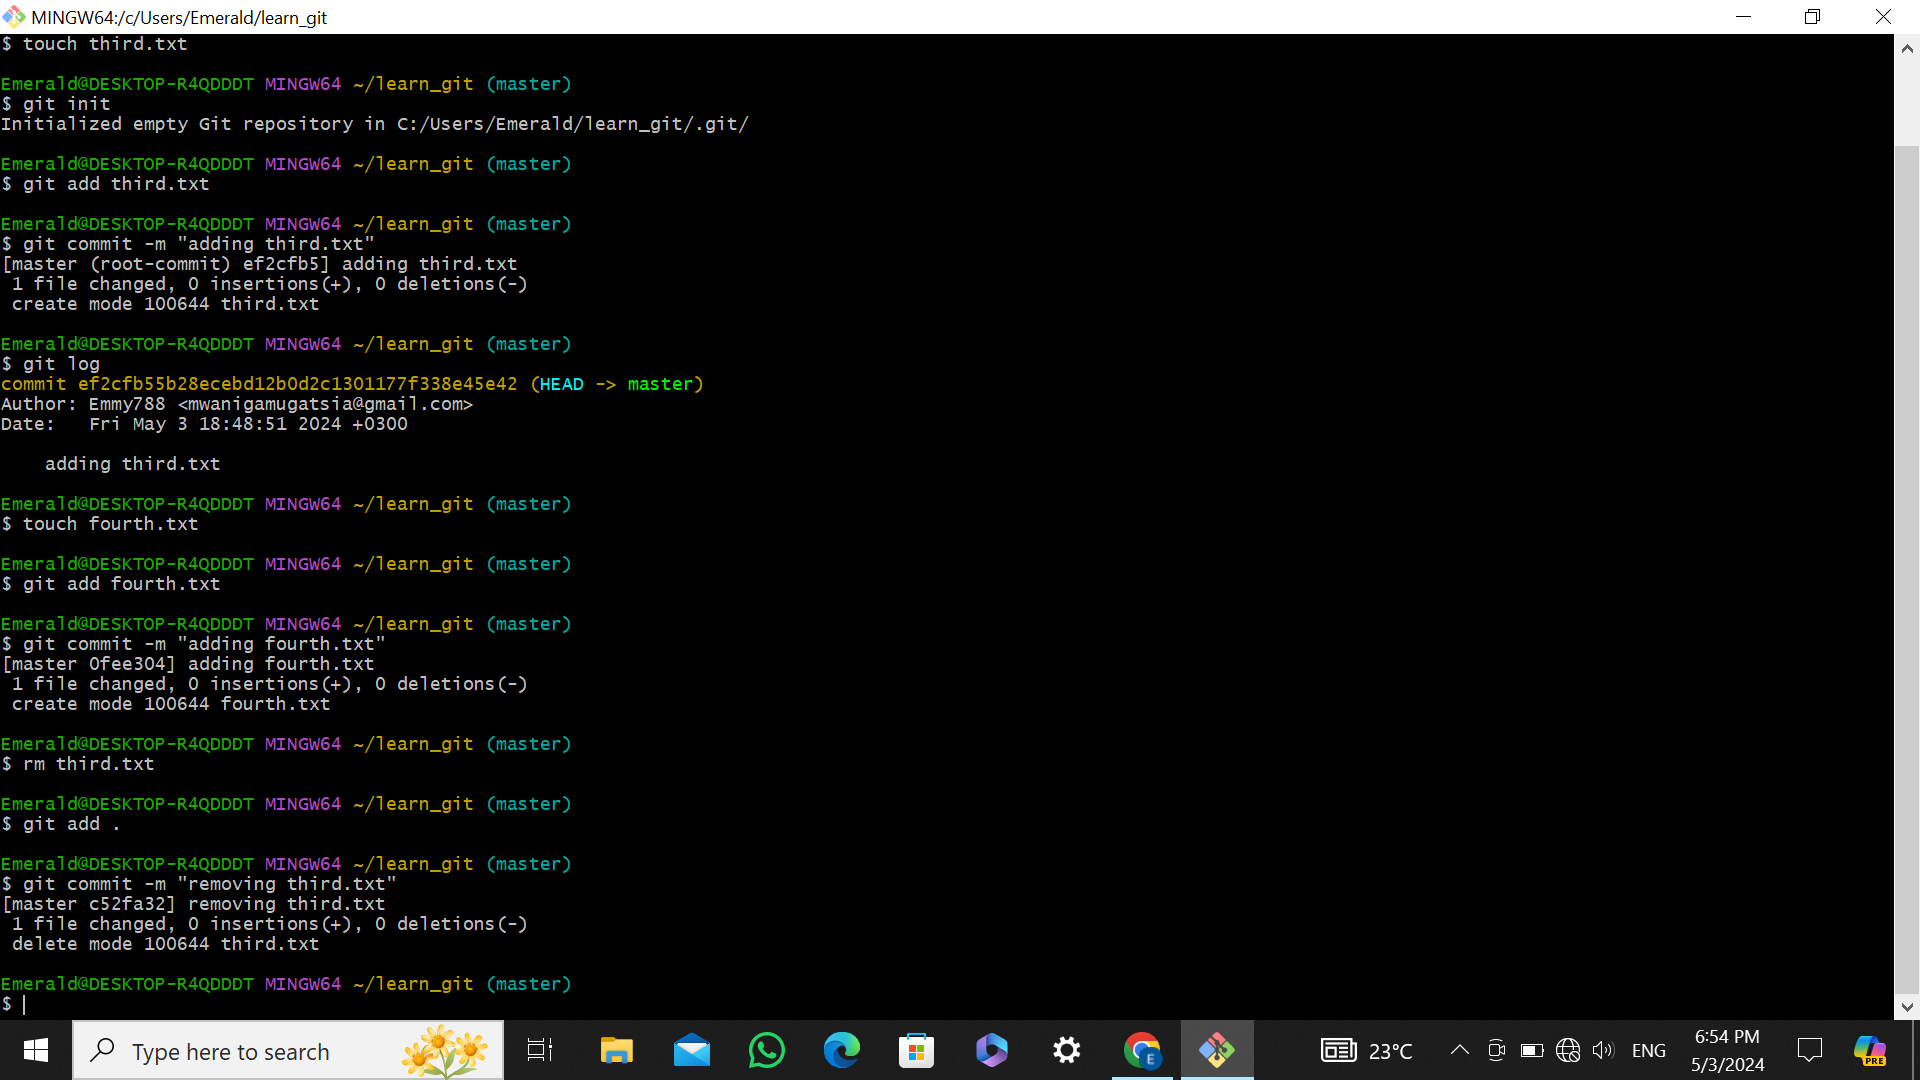 MINGW64:/c/Users/Emerald/learn_git
$ touch third.txt
Emerald@DESKTOP-R4QDDDT MINGW64 ~/learn_git (master)
$ git init
Initialized empty Git repository in C:/Users/Emerald/learn_git/.git/
Emerald@DESKTOP-R4QDDDT MINGW64 ~/learn_git (master)
$ git add third.txt
Emerald@DESKTOP-R4QDDDT MINGW64 ~/learn_git (master)
$ git commit -m "adding third.txt"
[master (root-commit) ef2cfb5] adding third.txt
 1 file changed, 0 insertions(+), 0 deletions(-)
 create mode 100644 third.txt
Emerald@DESKTOP-R4QDDDT MINGW64 ~/learn_git (master)
$ git log
commit ef2cfb55b28ecebd12b0d2c1301177f338e45e42 (HEAD -> master)
Author: Emmy788 <mwanigamugatsia@gmail.com>
Date:   Fri May 3 18:48:51 2024 +0300
    adding third.txt
Emerald@DESKTOP-R4QDDDT MINGW64 ~/learn_git (master)
$ touch fourth.txt
Emerald@DESKTOP-R4QDDDT MINGW64 ~/learn_git (master)
$ git add fourth.txt
Emerald@DESKTOP-R4QDDDT MINGW64 ~/learn_git (master)
$ git commit -m "adding fourth.txt"
[master 0fee304] adding fourth.txt
 1 file changed, 0 insertions(+), 0 deletions(-)
 create mode 100644 fourth.txt
Emerald@DESKTOP-R4QDDDT MINGW64 ~/learn_git (master)
$ rm third.txt
Emerald@DESKTOP-R4QDDDT MINGW64 ~/learn_git (master)
$ git add .
Emerald@DESKTOP-R4QDDDT MINGW64 ~/learn_git (master)
$ git commit -m "removing third.txt"
[master c52fa32] removing third.txt
 1 file changed, 0 insertions(+), 0 deletions(-)
 delete mode 100644 third.txt
Emerald@DESKTOP-R4QDDDT MINGW64 ~/learn_git (master)
$
Type here to search
E
23°C
ENG
6:54 PM
5/3/2024
PRE